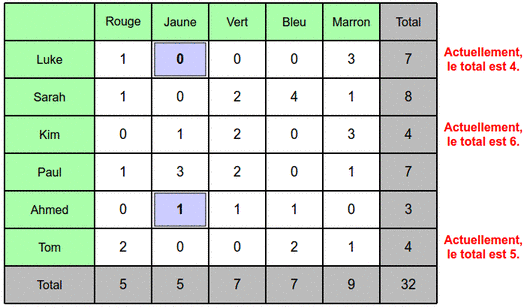 Rouge Jaune Vert Bleu Marron Total
Luke 1 0 0 0 3 7 Actuellement,
le total est 4.
Sarah 1 0 2 4 1 8
Kim 0 1 2 0 3 4 Actuellement,
le total est 6.
Paul 1 3 2 0 1 7
Ahmed 0 1 1 1 0 3
Tom 2 0 0 2 1 4 Actuellement,
le total est 5.
Total 5 5 7 7 9 32